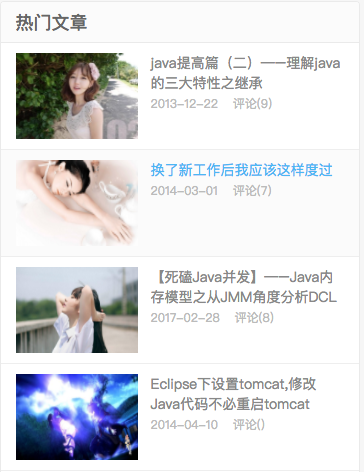 热门文章
java提高篇（二）——理解java
的三大特性之继承
2013-12-22 评论(9)
换了新工作后我应该这样度过
2014-03-01 评论(7)
【死磕Java并发】——Java内
存模型之从JMM角度分析DCL
2017-02-28 评论(8)
Eclipse下设置tomcat,修改
Java代码不必重启tomcat
2014-04-10 评论()